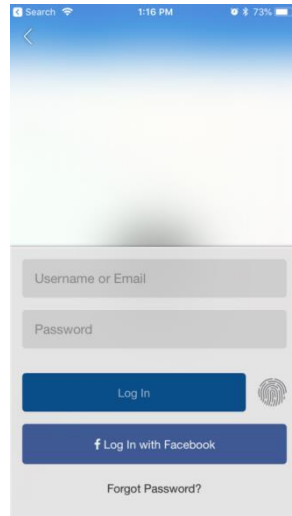 Search 1:16 PM 73%
Username or Email
Password
Log In
f Log In with Facebook
Forgot Password?